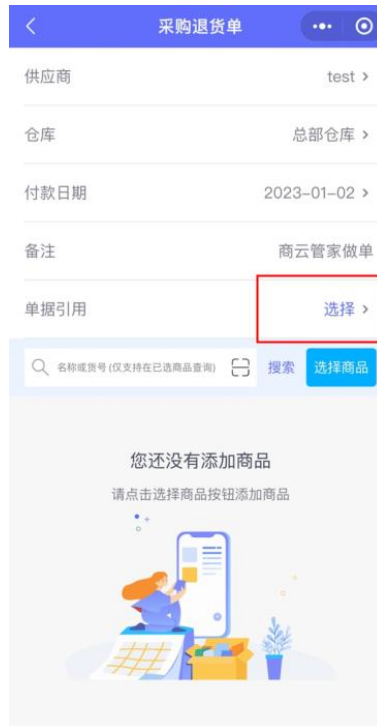 采购退货单
供应商 test >
仓库 总部仓库 >
付款日期 2023-01-02 >
备注 商云管家做单
单据引用 选择 >
名称或货号(仅支持在已选商品查询) 搜索 选择商品
您还没有添加商品
请点击选择商品按钮添加商品